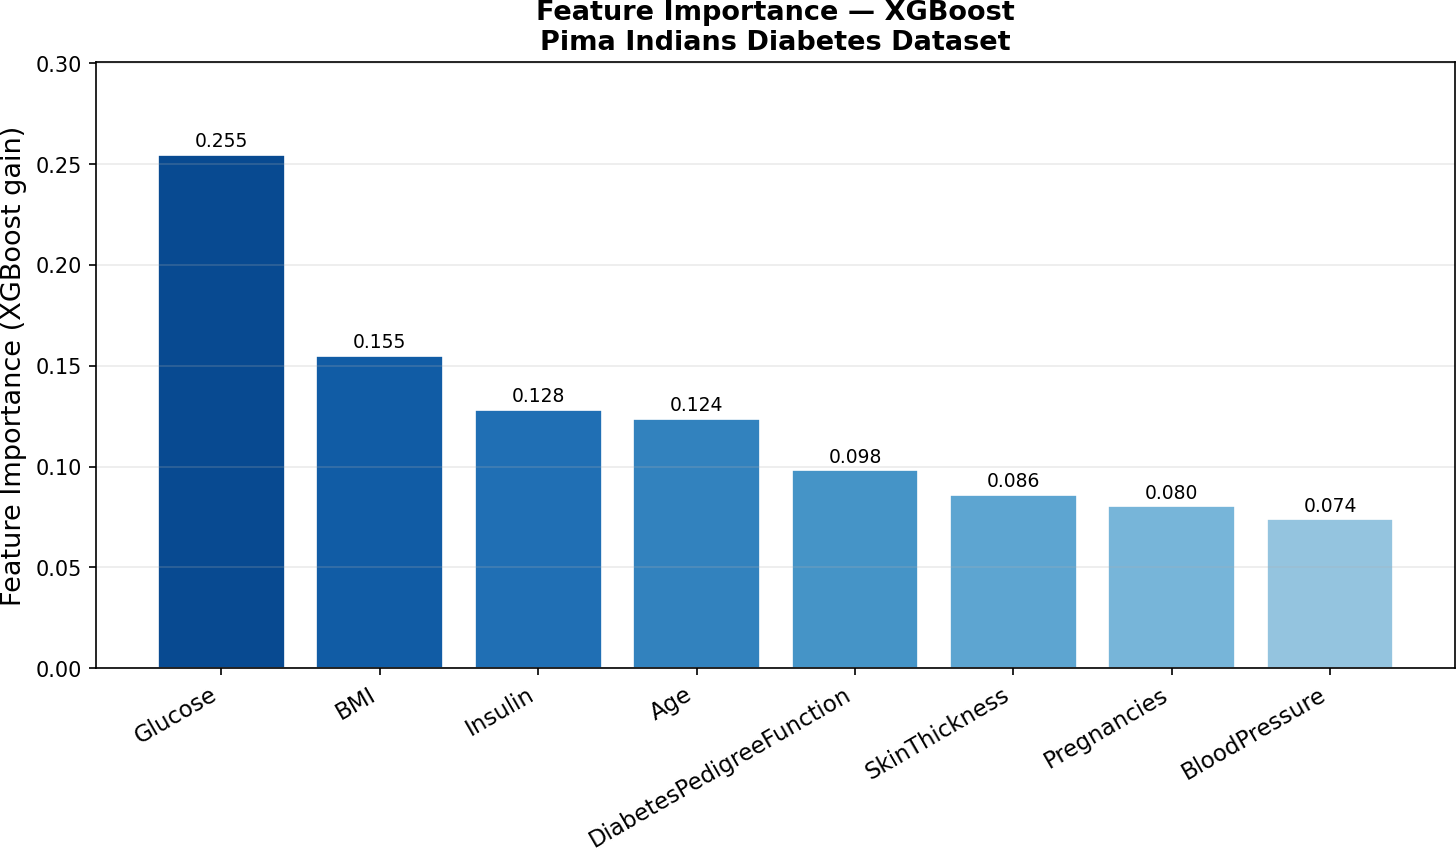 Feature Importance — XGBoost
Pima Indians Diabetes Dataset
Feature Importance (XGBoost gain)
0.30
0.25
0.20
0.15
0.10
0.05
0.00
0.255
0.155
0.128
0.124
0.098
0.086
0.080
0.074
Glucose
BMI
Insulin
Age
DiabetesPedigreeFunction
SkinThickness
Pregnancies
BloodPressure